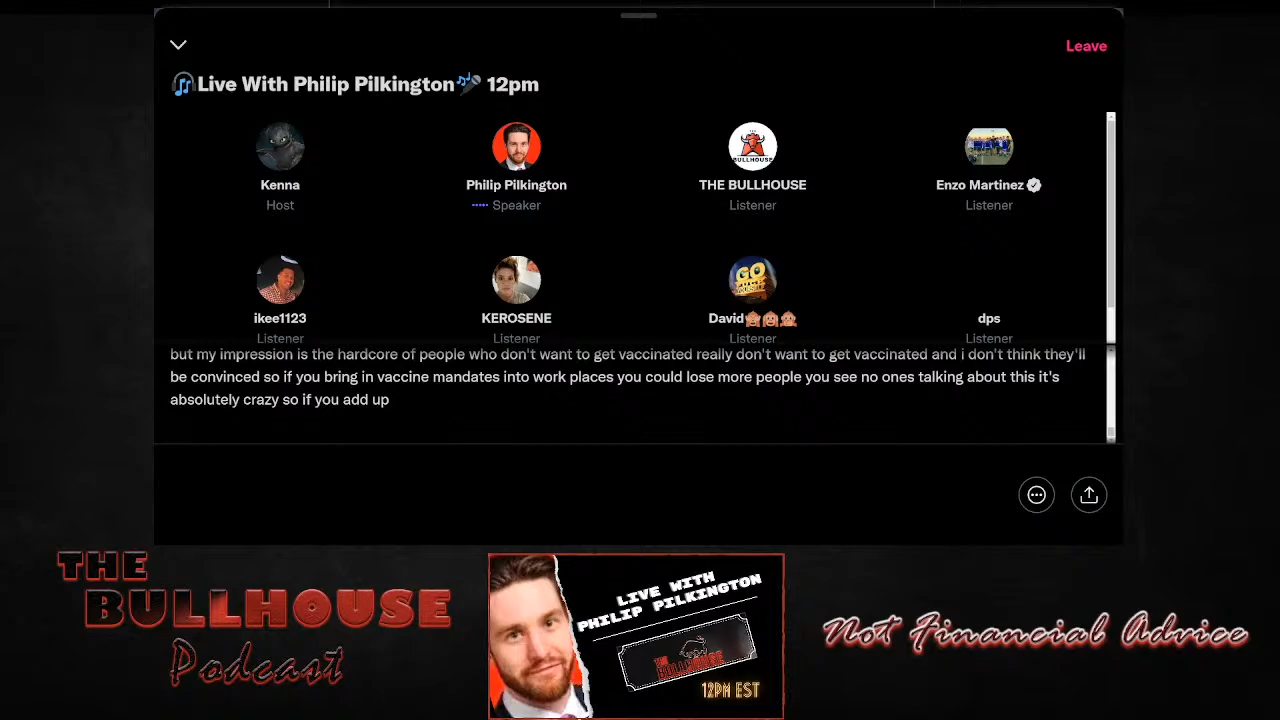 Leave
Live With Philip Pilkington 12pm
Kenna
Host
Philip Pilkington
Speaker
THE BULLHOUSE
Listener
Enzo Martinez
Listener
ikee1123
Listener
KEROSENE
Listener
David
Listener
dps
Listener
THE
BULLHOUSE
GO
YOURSELF
but my impression is the hardcore of people who don't want to get vaccinated really don't want to get vaccinated and i don't think they'll
be convinced so if you bring in vaccine mandates into work places you could lose more people you see no ones talking about this it's
absolutely crazy so if you add up
THE
BULLHOUSE
Podcast
LIVE WITH
PHILIP PILKINGTON
THE
BULLHOUSE
12PM EST
Not Financial Advice